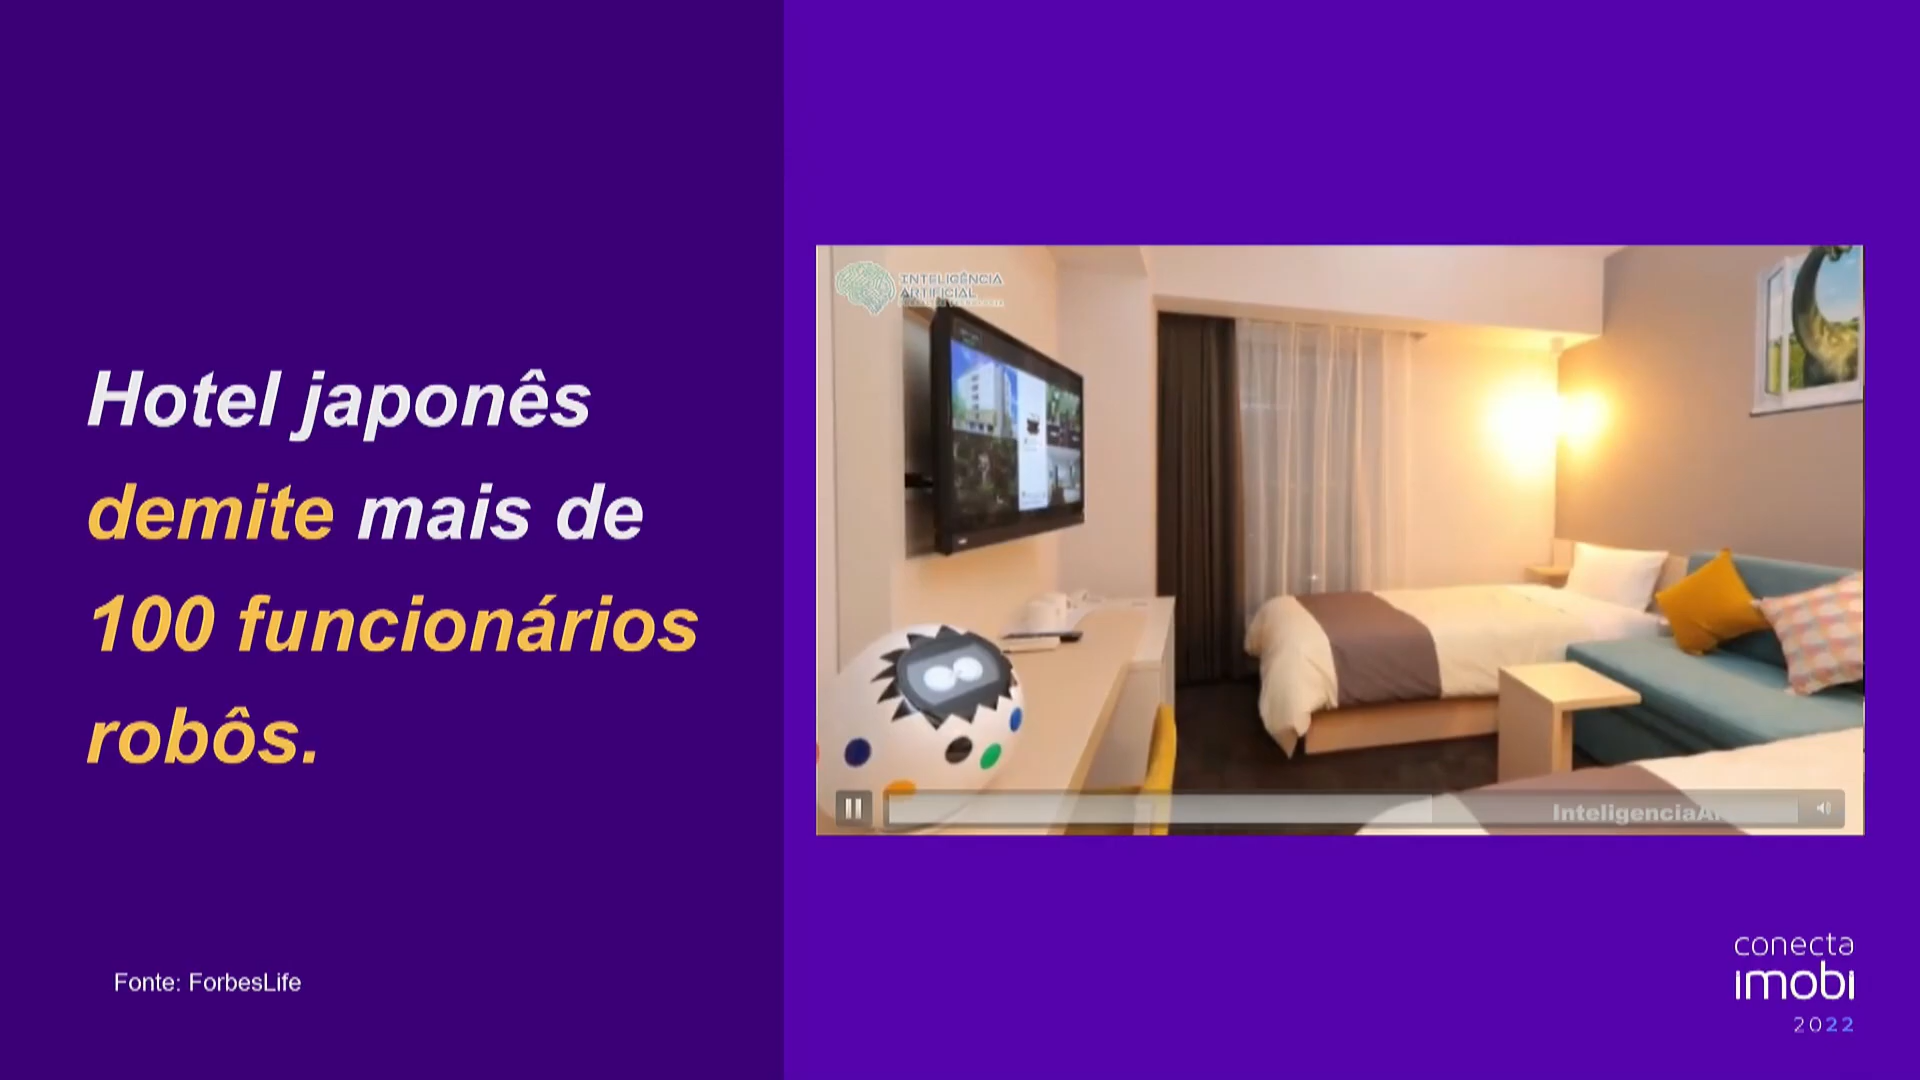 Hotel japonês
demite mais de
100 funcionários
robôs.
Fonte: ForbesLife
INTELIGÊNCIA
ARTIFICIAL
conecta
imobi
2022